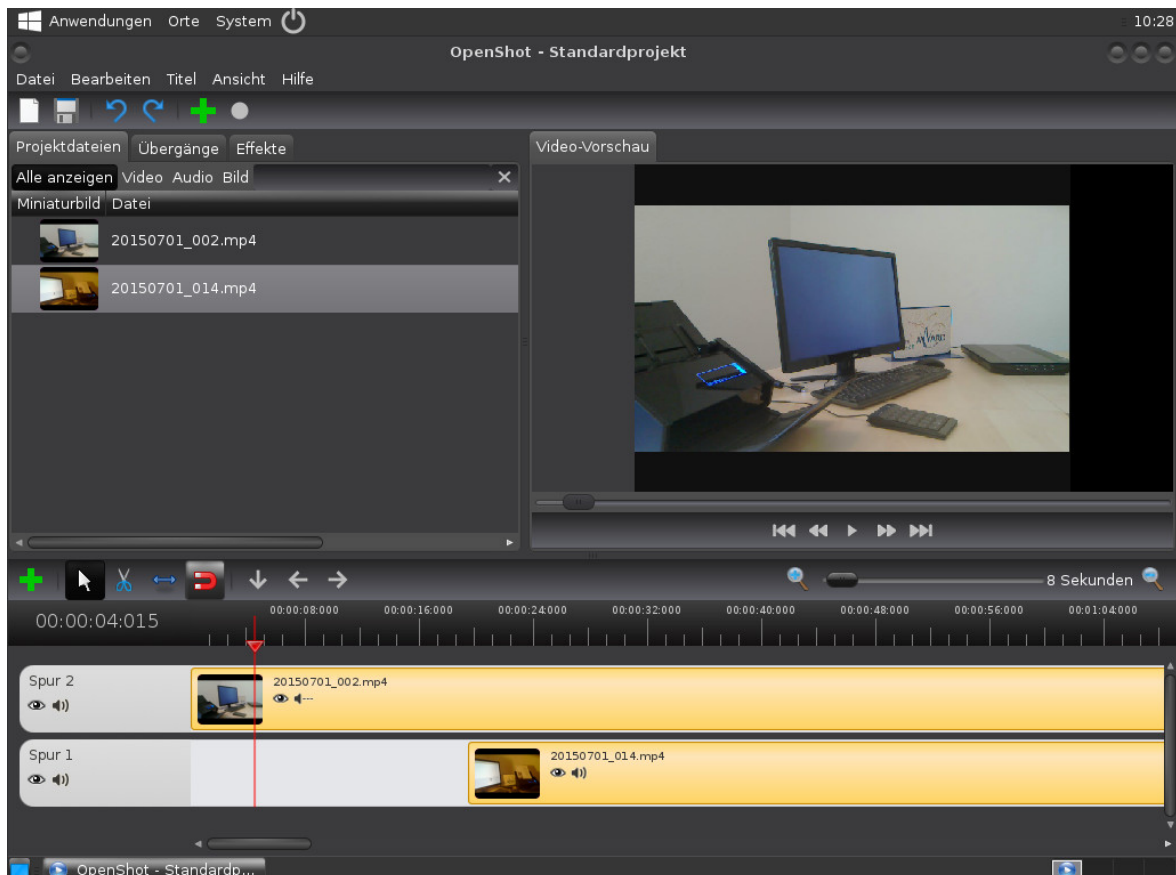 Anwendungen Orte System 10:28
OpenShot - Standardprojekt
Datei Bearbeiten Titel Ansicht Hilfe
Projektdateien Übergänge Effekte
Video-Vorschau
Alle anzeigen Video Audio Bild
Miniaturbild Datei
20150701_002.mp4
20150701_014.mp4
8 Sekunden
00:00:04:015
00:00:08:000 00:00:16:000 00:00:24:000 00:00:32:000 00:00:40:000 00:00:48:000 00:00:56:000 00:01:04:000
Spur 2
20150701_002.mp4
Spur 1
20150701_014.mp4
OpenShot - Standardp...